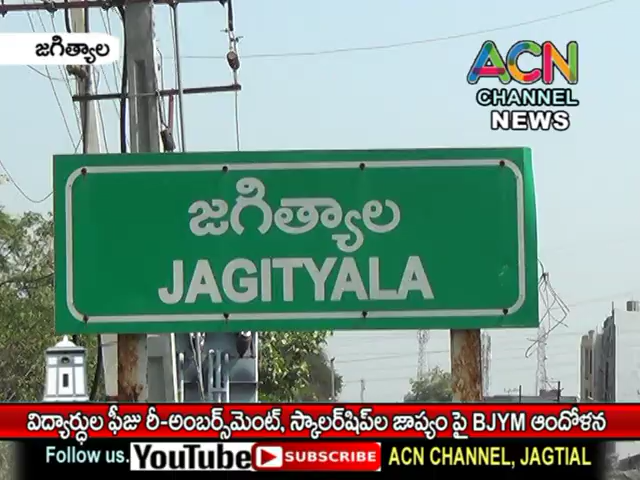 జగిత్యాల
ACN
CHANNEL
NEWS
జగిత్యాల
JAGITYALA
విద్యార్ధుల ఫీజు రీ-అంబర్స్‌మెంట్, స్కాలర్‌షిప్‌ల జాప్యం పై BJYM ఆందోళన
Follow us. YouTube SUBSCRIBE ACN CHANNEL, JAGTIAL